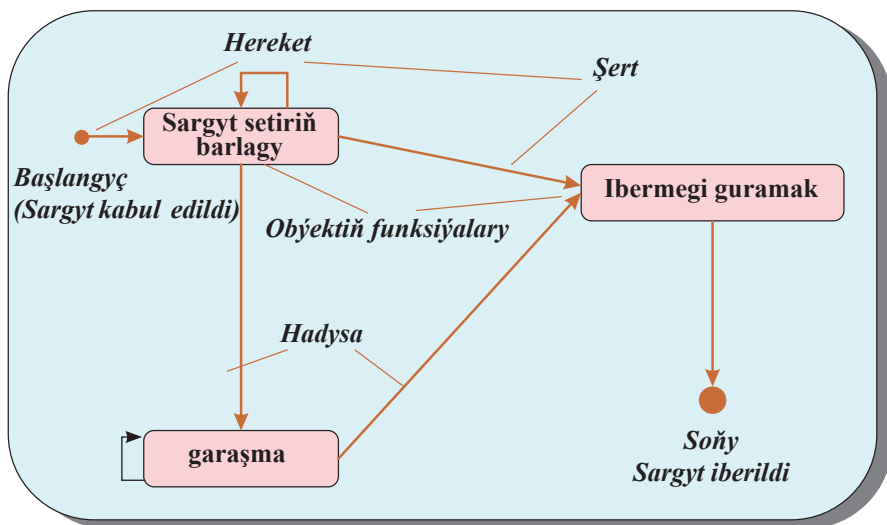 Hereket
Şert
Sargyt setiriň
barlagy
Başlangyç
(Sargyt kabul edildi)
Ibermegi guramak
Obýektiň funksiýalary
Hadysa
garaşma
Soňy
Sargyt iberildi